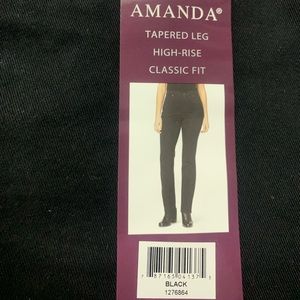 AMANDA®
TAPERED LEG
HIGH-RISE
CLASSIC FIT
BLACK
1276864